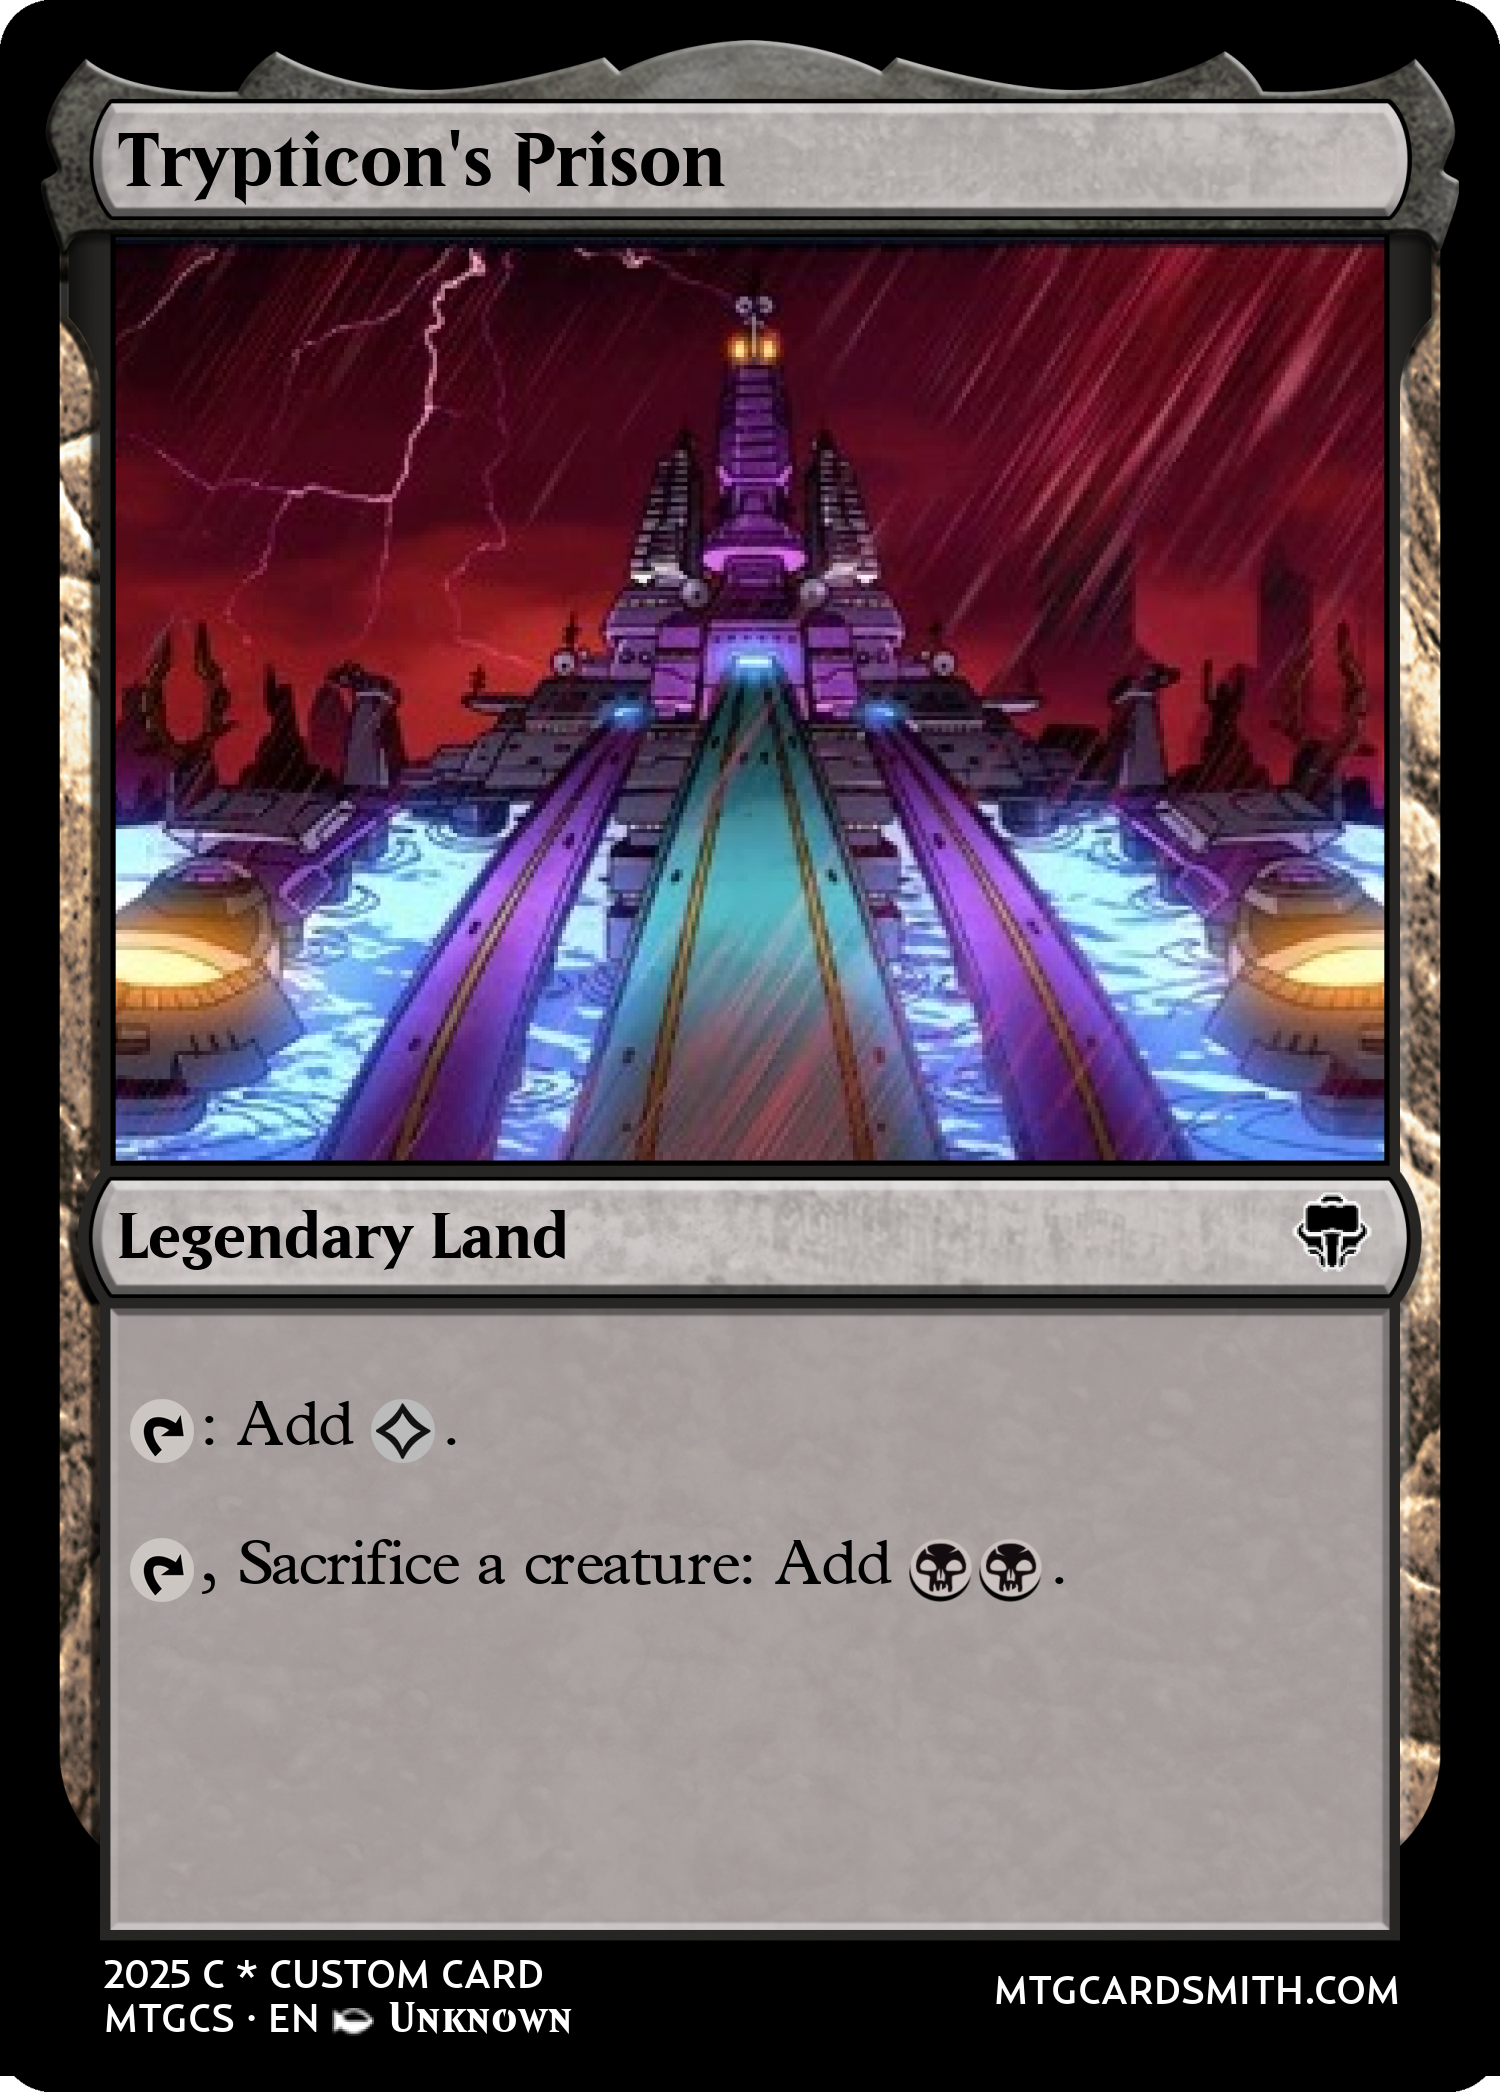 Trypticon's Prison
Legendary Land
: Add .
, Sacrifice a creature: Add .
2025 C * CUSTOM CARD
MTGCS · EN UNKNOWN
MTGCARDSMITH.COM